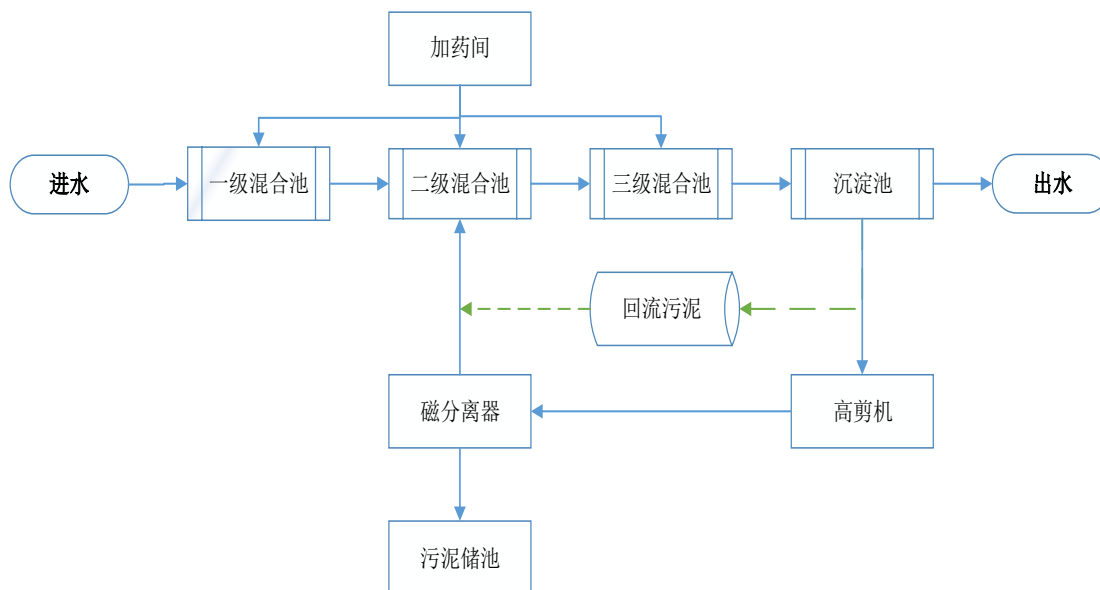 加药间
进水
一级混合池
二级混合池
三级混合池
沉淀池
出水
回流污泥
磁分离器
高剪机
污泥储池